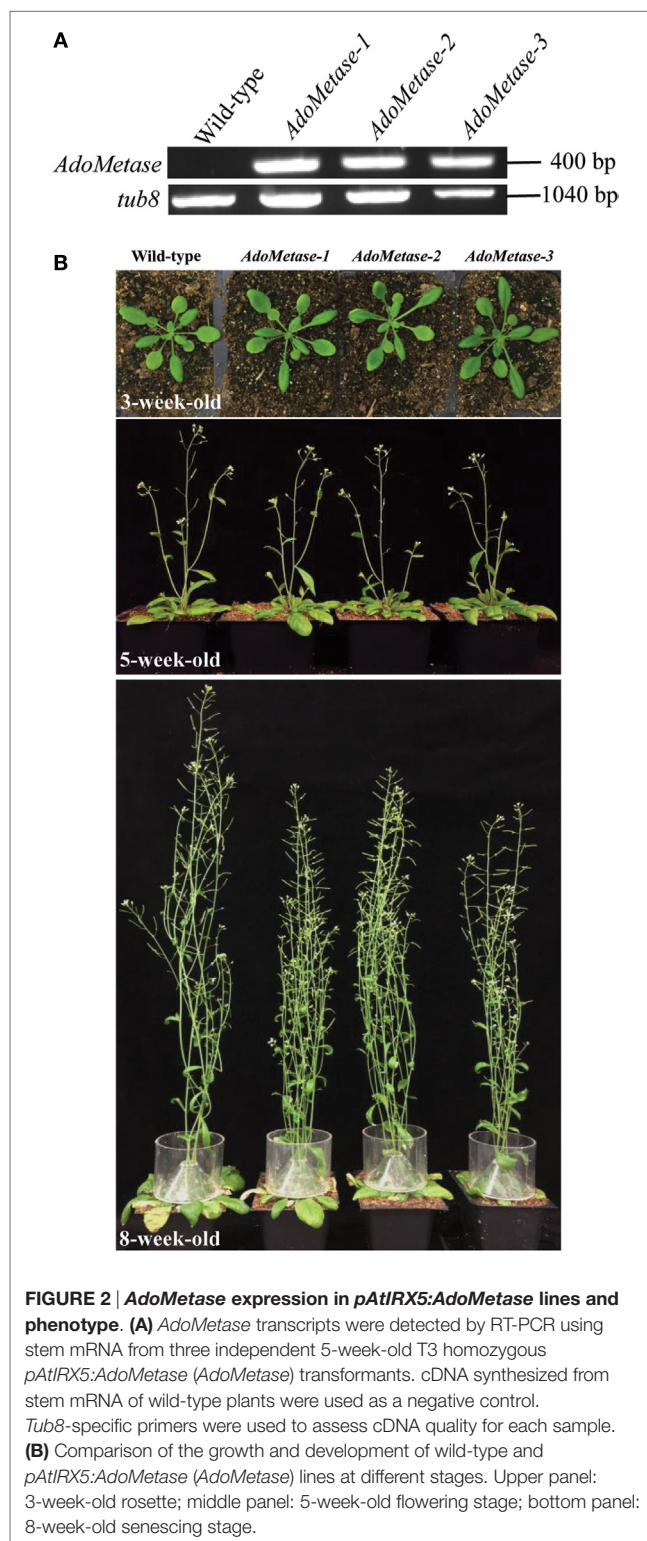 A
Wild-type
AdoMetase-1
AdoMetase-2
AdoMetase-3
AdoMetase
400 bp
tub8
1040 bp
B
Wild-type
AdoMetase-1
AdoMetase-2
AdoMetase-3
3-week-old
5-week-old
8-week-old
FIGURE 2 | AdoMetase expression in pAtIRX5:AdoMetase lines and
phenotype. (A) AdoMetase transcripts were detected by RT-PCR using
stem mRNA from three independent 5-week-old T3 homozygous
pAtIRX5:AdoMetase (AdoMetase) transformants. cDNA synthesized from
stem mRNA of wild-type plants were used as a negative control.
Tub8-specific primers were used to assess cDNA quality for each sample.
(B) Comparison of the growth and development of wild-type and
pAtIRX5:AdoMetase (AdoMetase) lines at different stages. Upper panel:
3-week-old rosette; middle panel: 5-week-old flowering stage; bottom panel:
8-week-old senescing stage.